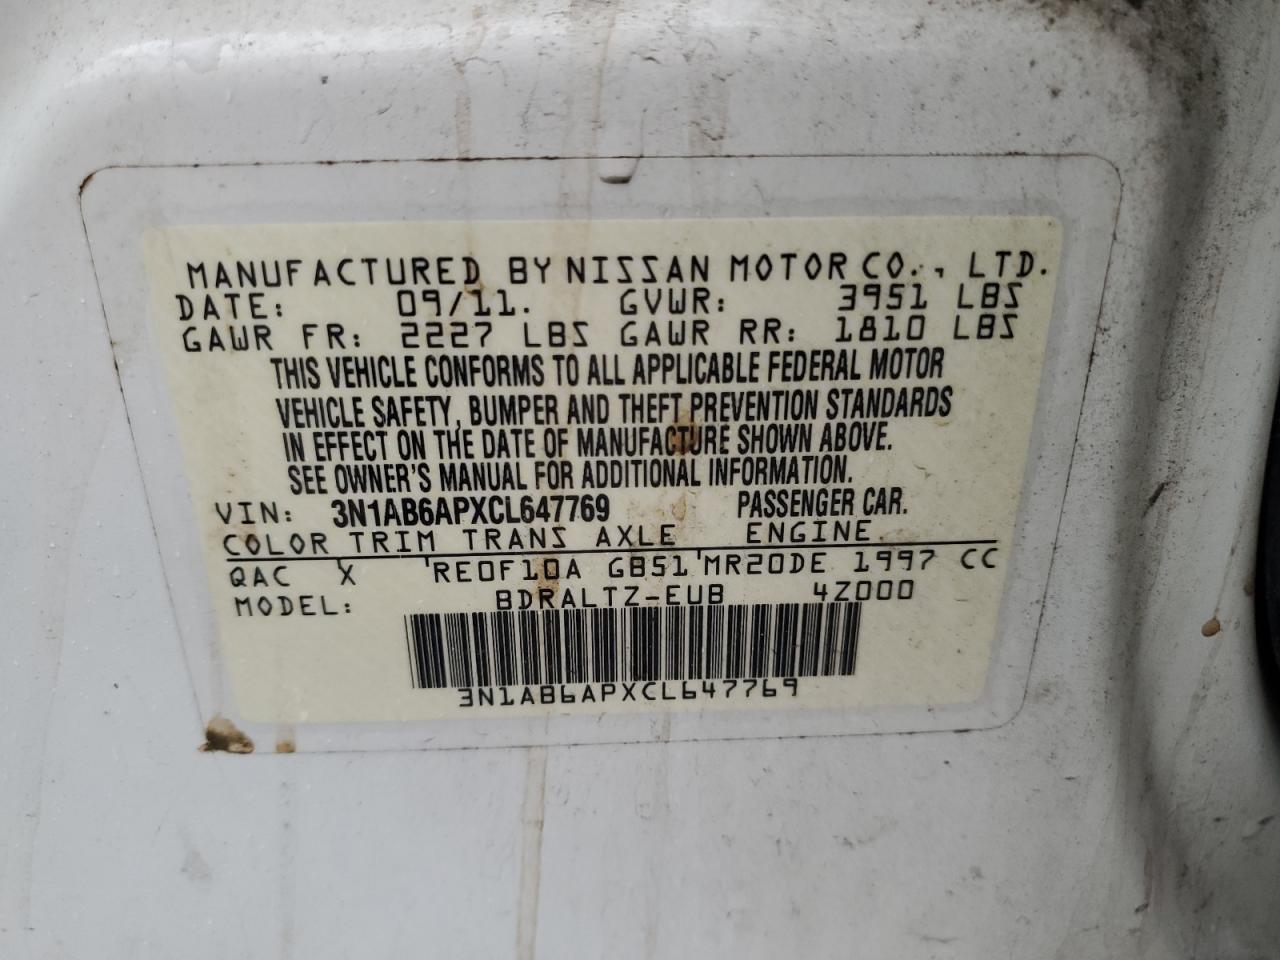 MANUFACTURED BY NISSAN MOTOR CO., LTD.
DATE: 09/11. GVWR: 3951 LBS
GAWR FR: 2227 LBS GAWR RR: 1810 LBS
THIS VEHICLE CONFORMS TO ALL APPLICABLE FEDERAL MOTOR
VEHICLE SAFETY, BUMPER AND THEFT PREVENTION STANDARDS
IN EFFECT ON THE DATE OF MANUFACTURE SHOWN ABOVE.
SEE OWNER'S MANUAL FOR ADDITIONAL INFORMATION.
VIN: 3N1AB6APXCL647769 PASSENGER CAR.
COLOR TRIM TRANS AXLE ENGINE
QAC X RE0F10A GB51 MR20DE 1997 CC
MODEL: BDRALTZ-EUB 4Z000
3N1AB6APXCL647769